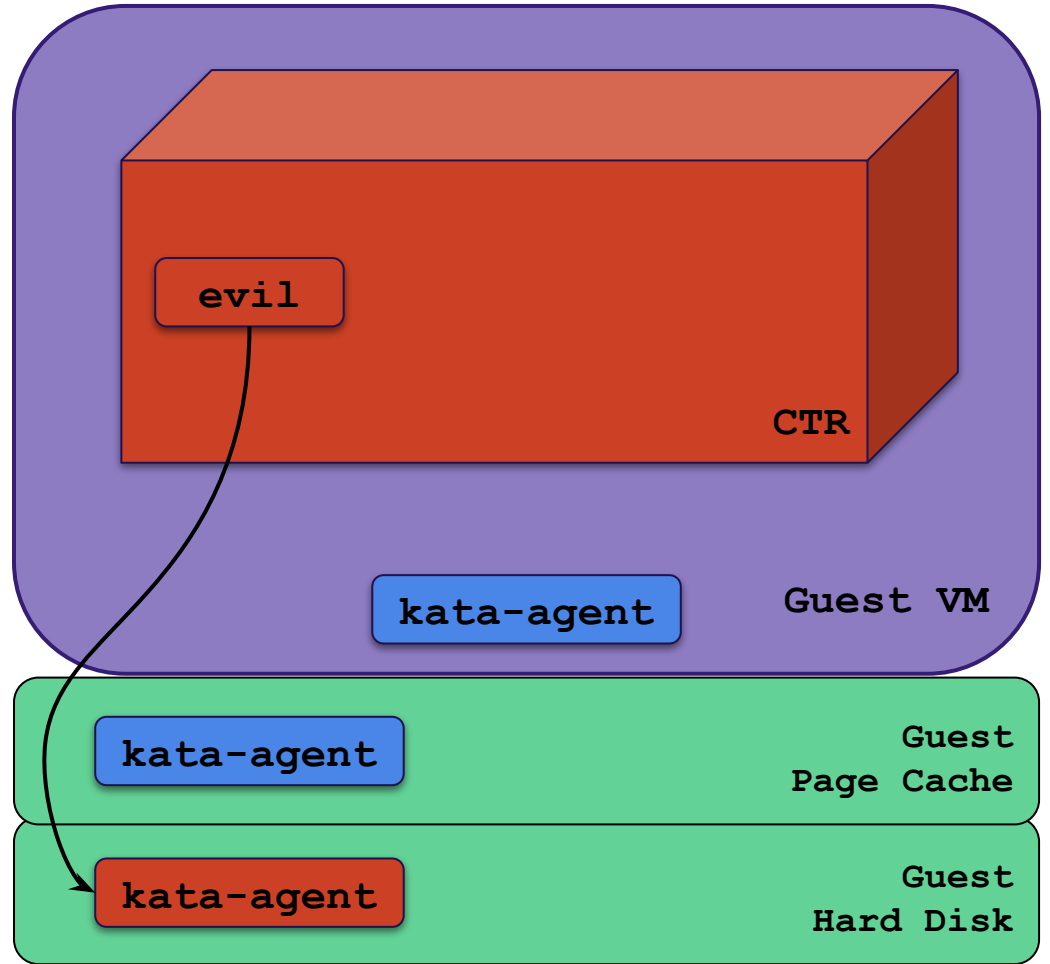 evil
CTR
kata-agent
Guest VM
kata-agent
Guest
Page Cache
kata-agent
Guest
Hard Disk